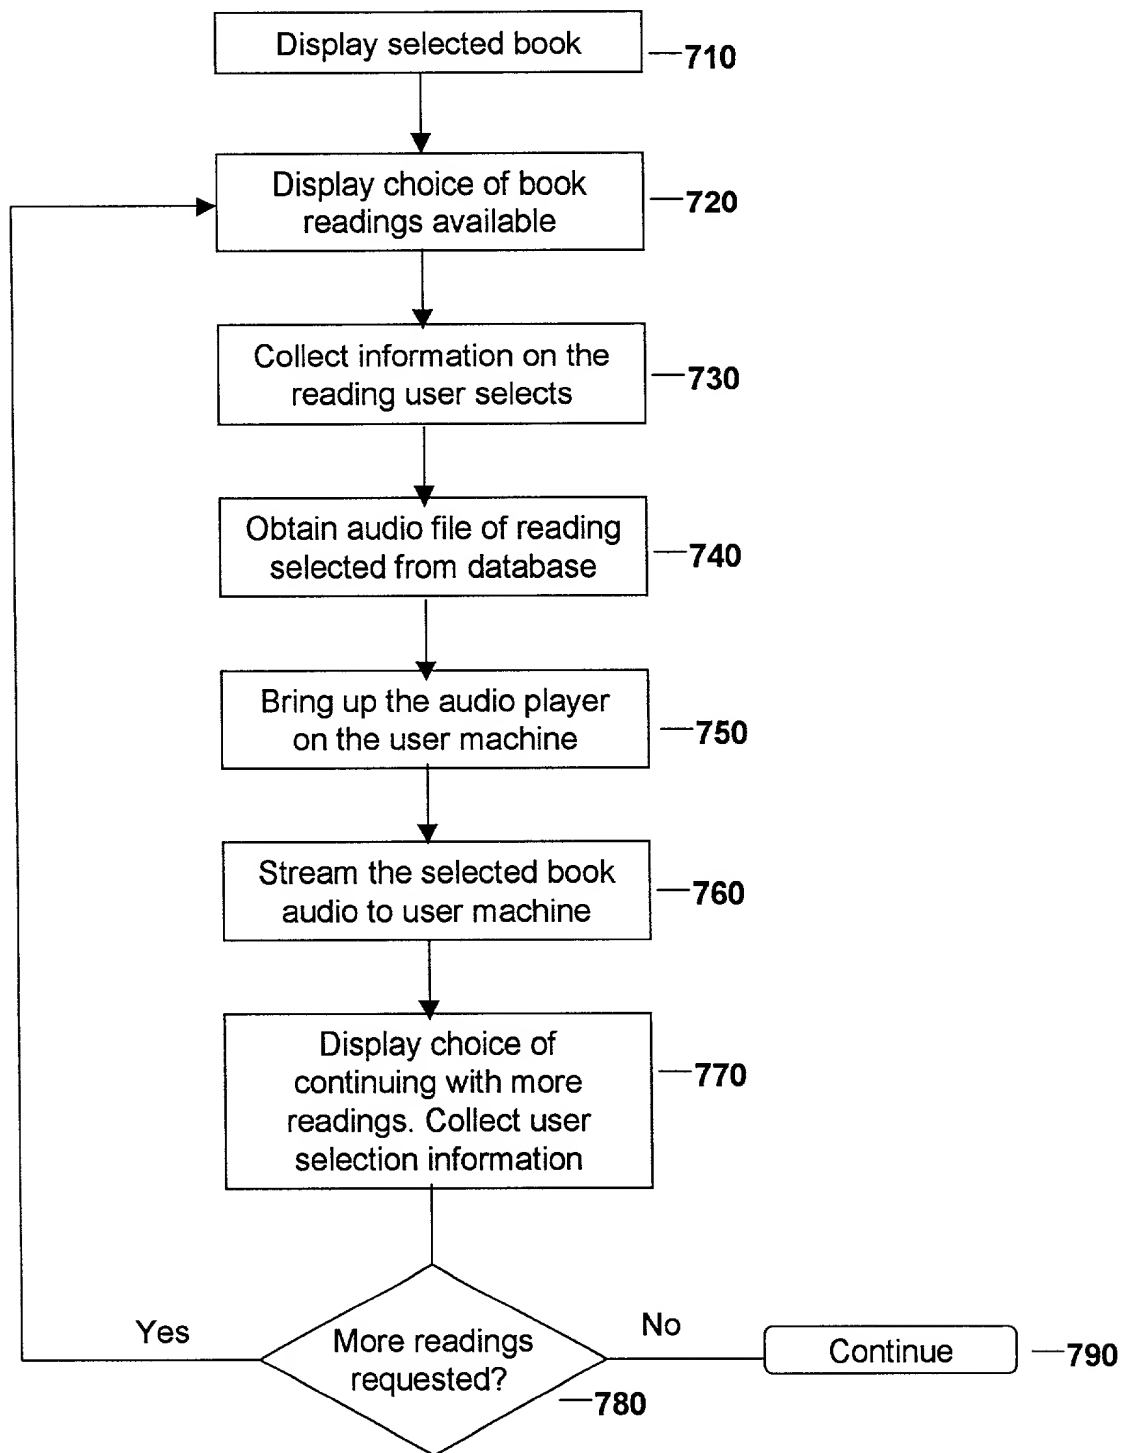 Display selected book
710
Display choice of book
readings available
720
Collect information on the
reading user selects
730
Obtain audio file of reading
selected from database
740
Bring up the audio player
on the user machine
750
Stream the selected book
audio to user machine
760
Display choice of
continuing with more
readings. Collect user
selection information
770
Yes
More readings
requested?
780
No
Continue
790